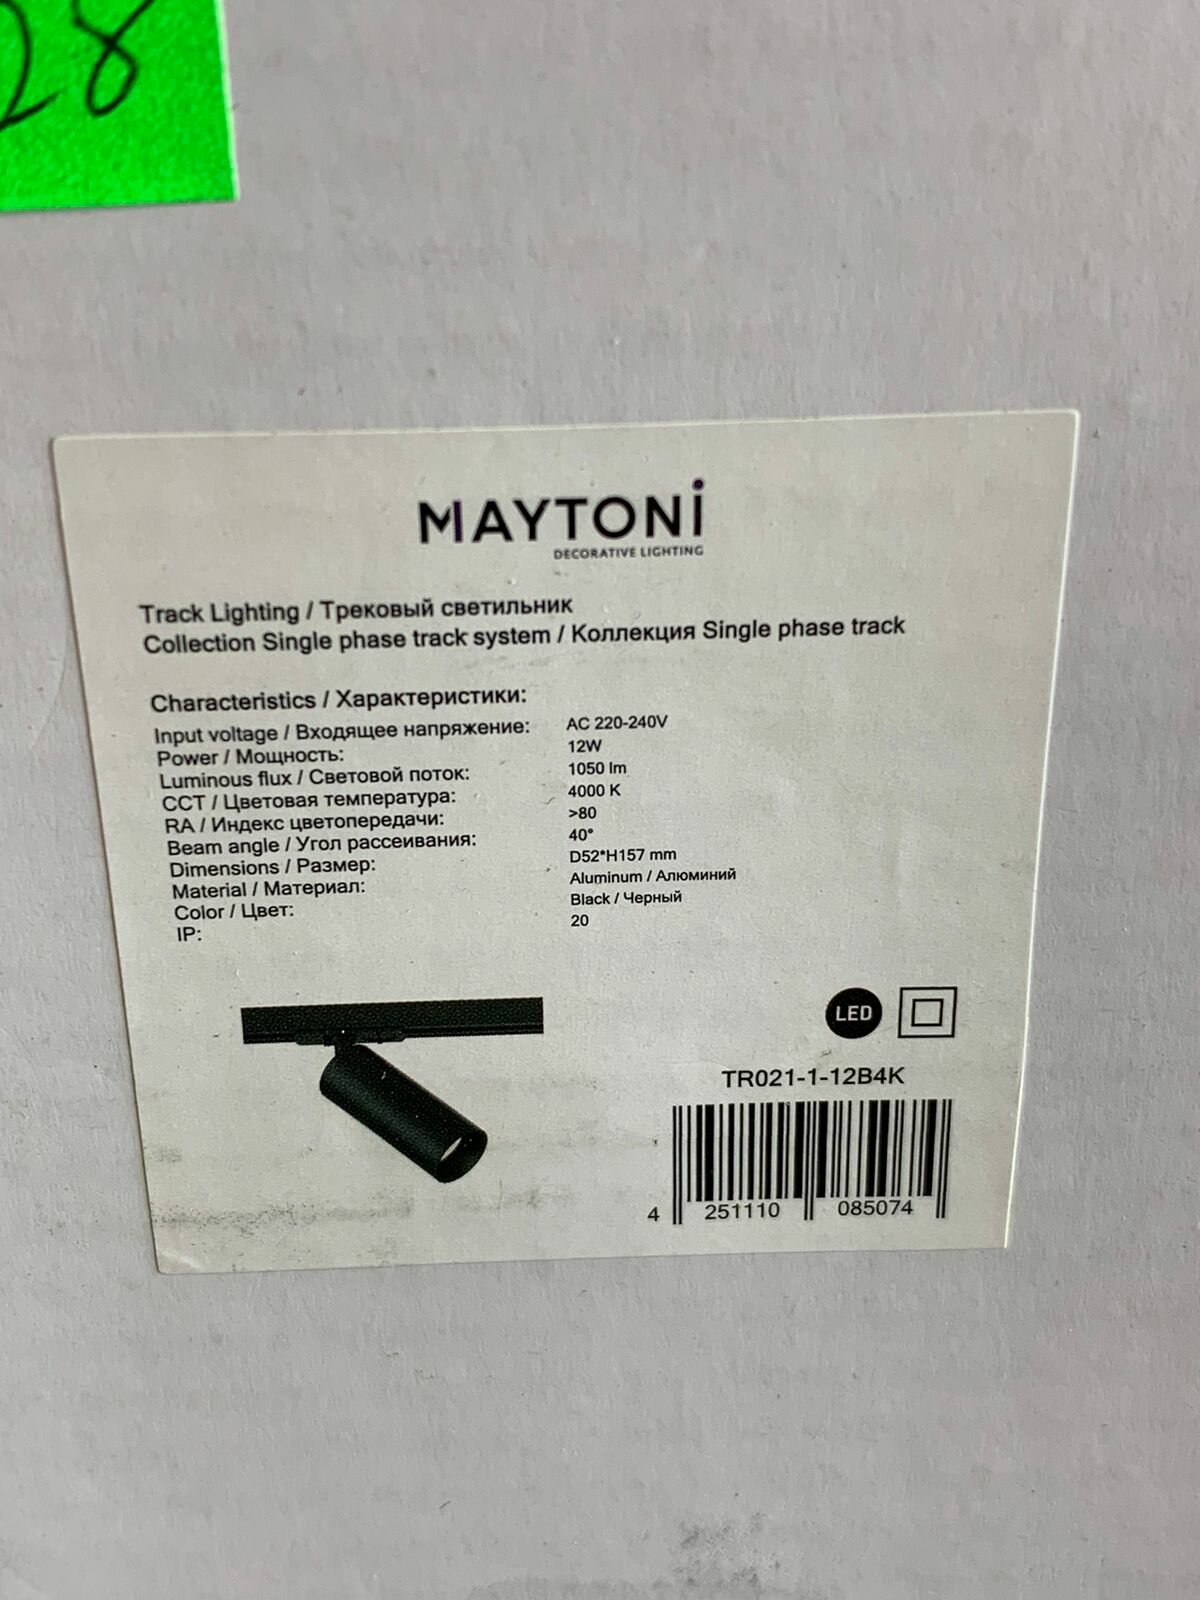 28
MAYTONi
DECORATIVE LIGHTING
Track Lighting / Трековый светильник
Collection Single phase track system / Коллекция Single phase track
Characteristics / Характеристики:
Input voltage / Входящее напряжение: AC 220-240V
Power / Мощность: 12W
Luminous flux / Световой поток: 1050 lm
CCT / Цветовая температура: 4000 K
RA / Индекс цветопередачи: >80
Beam angle / Угол рассеивания: 40°
Dimensions / Размер: D52*H157 mm
Material / Материал: Aluminum / Алюминий
Color / Цвет: Black / Черный
IP: 20
LED
TR021-1-12B4K
4 251110 085074